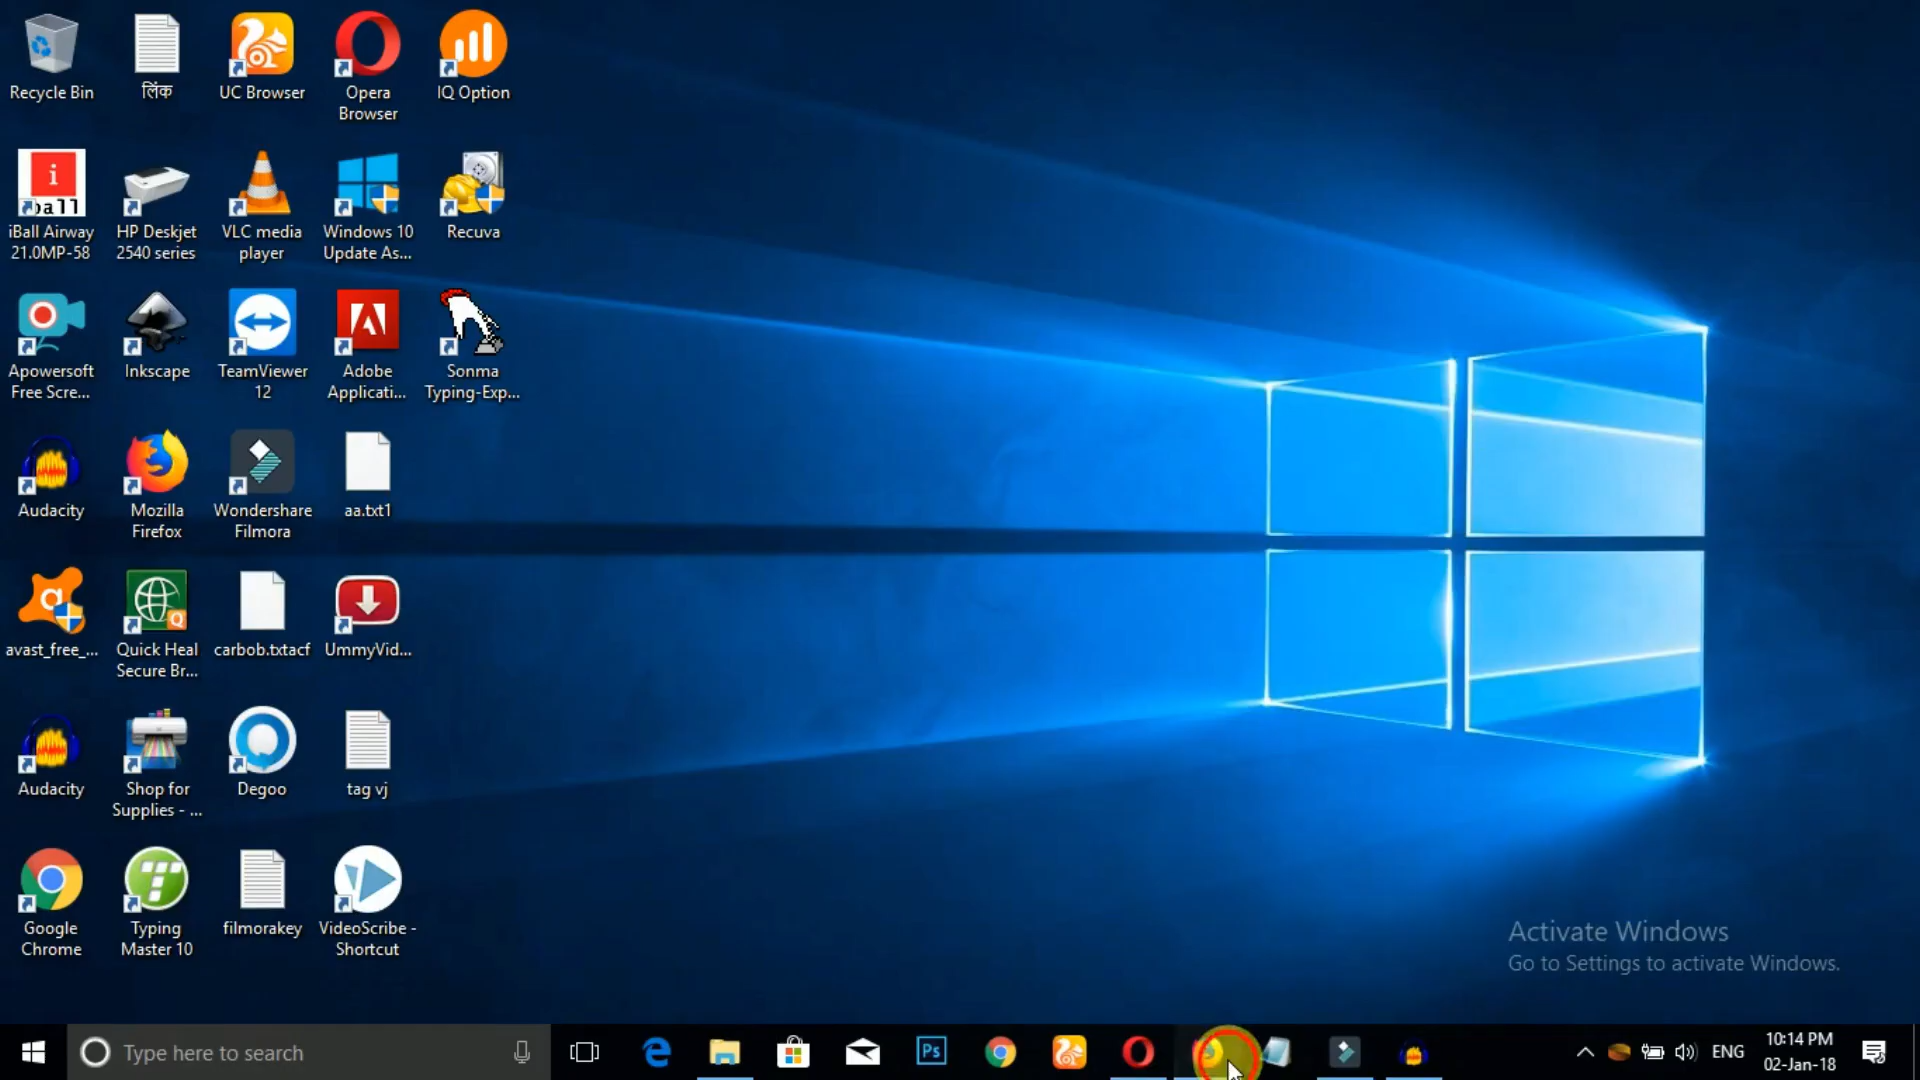 Recycle Bin
लिंक
UC Browser
Opera
Browser
IQ Option
i
ball
iBall Airway
21.0MP-58
HP Deskjet
2540 series
VLC media
player
Windows 10
Update As...
Recuva
Apowersoft
Free Scre...
Inkscape
TeamViewer
12
Adobe
Applicati...
Sonma
Typing-Exp...
Audacity
Mozilla
Firefox
Wondershare
Filmora
aa.txt1
avast_free_...
Quick Heal
Secure Br...
carbob.txtacf
UmmyVid...
Audacity
Shop for
Supplies - ...
Degoo
tag vj
Google
Chrome
Typing
Master 10
filmorakey
VideoScribe -
Shortcut
Activate Windows
Go to Settings to activate Windows.
Type here to search
Ps
ENG
10:14 PM
02-Jan-18